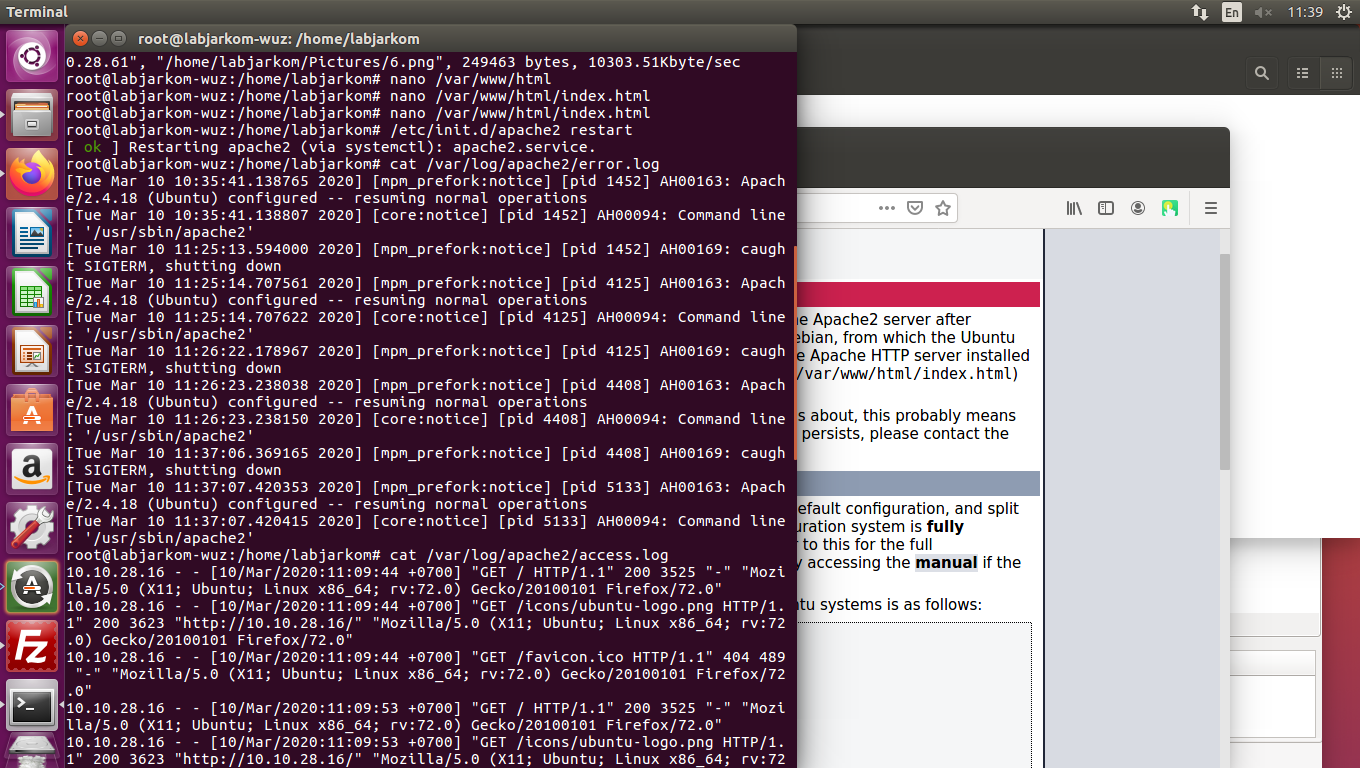 Terminal
En
11:39
root@labjarkom-wuz: /home/labjarkom
0.28.61", "/home/labjarkom/Pictures/6.png", 249463 bytes, 10303.51Kbyte/sec
root@labjarkom-wuz:/home/labjarkom# nano /var/www/html
root@labjarkom-wuz:/home/labjarkom# nano /var/www/html/index.html
root@labjarkom-wuz:/home/labjarkom# nano /var/www/html/index.html
root@labjarkom-wuz:/home/labjarkom# /etc/init.d/apache2 restart
[ ok ] Restarting apache2 (via systemctl): apache2.service.
root@labjarkom-wuz:/home/labjarkom# cat /var/log/apache2/error.log
[Tue Mar 10 10:35:41.138765 2020] [mpm_prefork:notice] [pid 1452] AH00163: Apach
e/2.4.18 (Ubuntu) configured -- resuming normal operations
[Tue Mar 10 10:35:41.138807 2020] [core:notice] [pid 1452] AH00094: Command line
: '/usr/sbin/apache2'
[Tue Mar 10 11:25:13.594000 2020] [mpm_prefork:notice] [pid 1452] AH00169: caugh
t SIGTERM, shutting down
[Tue Mar 10 11:25:14.707561 2020] [mpm_prefork:notice] [pid 4125] AH00163: Apach
e/2.4.18 (Ubuntu) configured -- resuming normal operations
[Tue Mar 10 11:25:14.707622 2020] [core:notice] [pid 4125] AH00094: Command line
: '/usr/sbin/apache2'
[Tue Mar 10 11:26:22.178967 2020] [mpm_prefork:notice] [pid 4125] AH00169: caugh
t SIGTERM, shutting down
[Tue Mar 10 11:26:23.238038 2020] [mpm_prefork:notice] [pid 4408] AH00163: Apach
e/2.4.18 (Ubuntu) configured -- resuming normal operations
[Tue Mar 10 11:26:23.238150 2020] [core:notice] [pid 4408] AH00094: Command line
: '/usr/sbin/apache2'
[Tue Mar 10 11:37:06.369165 2020] [mpm_prefork:notice] [pid 4408] AH00169: caugh
t SIGTERM, shutting down
[Tue Mar 10 11:37:07.420353 2020] [mpm_prefork:notice] [pid 5133] AH00163: Apach
e/2.4.18 (Ubuntu) configured -- resuming normal operations
[Tue Mar 10 11:37:07.420415 2020] [core:notice] [pid 5133] AH00094: Command line
: '/usr/sbin/apache2'
root@labjarkom-wuz:/home/labjarkom# cat /var/log/apache2/access.log
10.10.28.16 - - [10/Mar/2020:11:09:44 +0700] "GET / HTTP/1.1" 200 3525 "-" "Mozi
lla/5.0 (X11; Ubuntu; Linux x86_64; rv:72.0) Gecko/20100101 Firefox/72.0"
10.10.28.16 - - [10/Mar/2020:11:09:44 +0700] "GET /icons/ubuntu-logo.png HTTP/1.
1" 200 3623 "http://10.10.28.16/" "Mozilla/5.0 (X11; Ubuntu; Linux x86_64; rv:72
.0) Gecko/20100101 Firefox/72.0"
10.10.28.16 - - [10/Mar/2020:11:09:44 +0700] "GET /favicon.ico HTTP/1.1" 404 489
 "-" "Mozilla/5.0 (X11; Ubuntu; Linux x86_64; rv:72.0) Gecko/20100101 Firefox/72
.0"
10.10.28.16 - - [10/Mar/2020:11:09:53 +0700] "GET / HTTP/1.1" 200 3525 "-" "Mozi
lla/5.0 (X11; Ubuntu; Linux x86_64; rv:72.0) Gecko/20100101 Firefox/72.0"
10.10.28.16 - - [10/Mar/2020:11:09:53 +0700] "GET /icons/ubuntu-logo.png HTTP/1.
1" 200 3623 "http://10.10.28.16/" "Mozilla/5.0 (X11; Ubuntu; Linux x86_64; rv:72
e Apache2 server after
ebian, from which the Ubuntu
e Apache HTTP server installed
/var/www/html/index.html)
s about, this probably means
persists, please contact the
efault configuration, and split
uration system is fully
to this for the full
y accessing the manual if the
ntu systems is as follows: